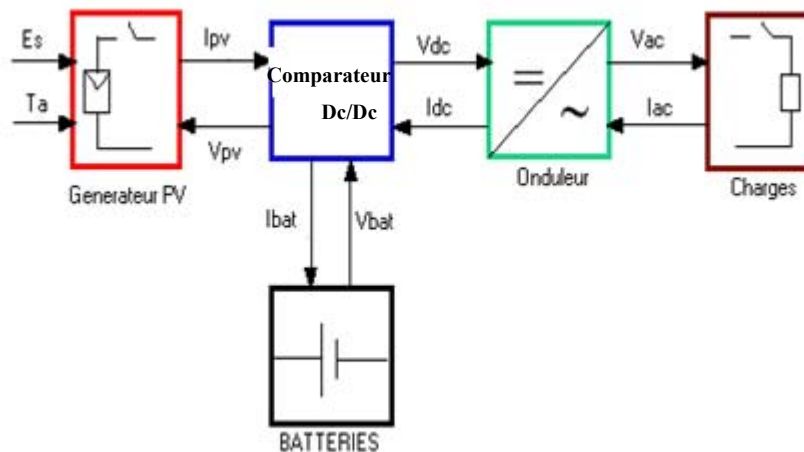 Es
Ipv
Comparateur
Dc/Dc
Vdc
Vac
Ta
Vpv
Idc
Iac
=
~
Generateur PV
Onduleur
Charges
Ibat
Vbat
BATTERIES